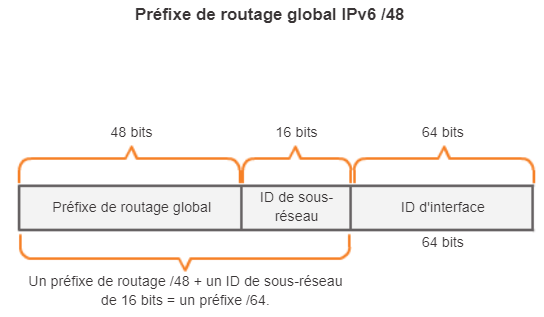 Préfixe de routage global IPv6 /48
48 bits
16 bits
64 bits
Préfixe de routage global
ID de sous-
réseau
ID d'interface
64 bits
Un préfixe de routage /48 + un ID de sous-réseau
de 16 bits = un préfixe /64.